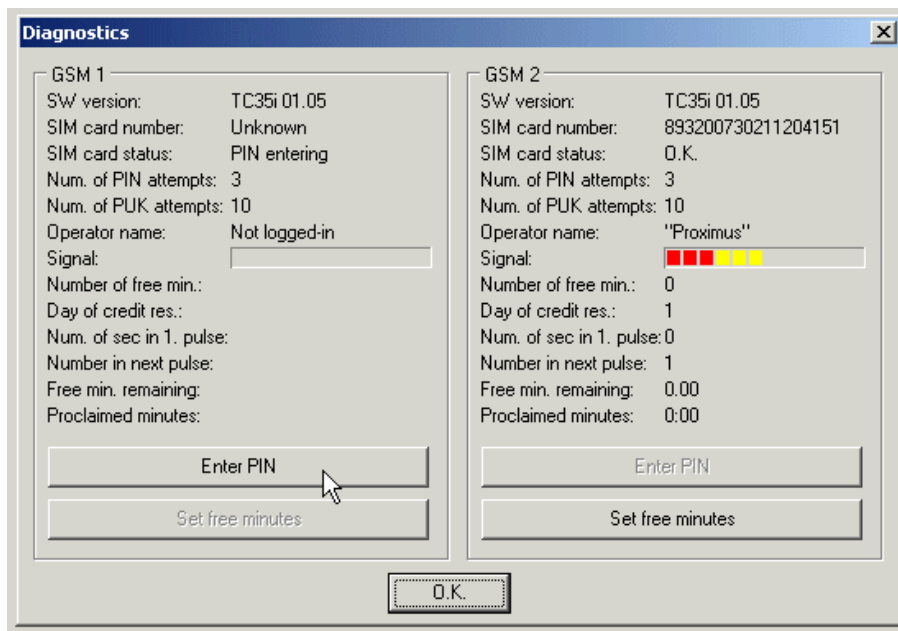 Diagnostics
GSM 1
SW version: TC35i 01.05
SIM card number: Unknown
SIM card status: PIN entering
Num. of PIN attempts: 3
Num. of PUK attempts: 10
Operator name: Not logged-in
Signal:
Number of free min.:
Day of credit res.:
Num. of sec in 1. pulse:
Number in next pulse:
Free min. remaining:
Proclaimed minutes:
Enter PIN
Set free minutes
GSM 2
SW version: TC35i 01.05
SIM card number: 893200730211204151
SIM card status: O.K.
Num. of PIN attempts: 3
Num. of PUK attempts: 10
Operator name: "Proximus"
Signal:
Number of free min.: 0
Day of credit res.: 1
Num. of sec in 1. pulse: 0
Number in next pulse: 1
Free min. remaining: 0.00
Proclaimed minutes: 0:00
Enter PIN
Set free minutes
O.K.